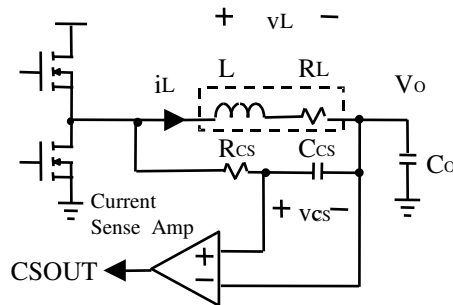 + vL −
iL L RL VO
RCS CCS
CO
+ vcs −
Current
Sense Amp
CSOUT
+
−